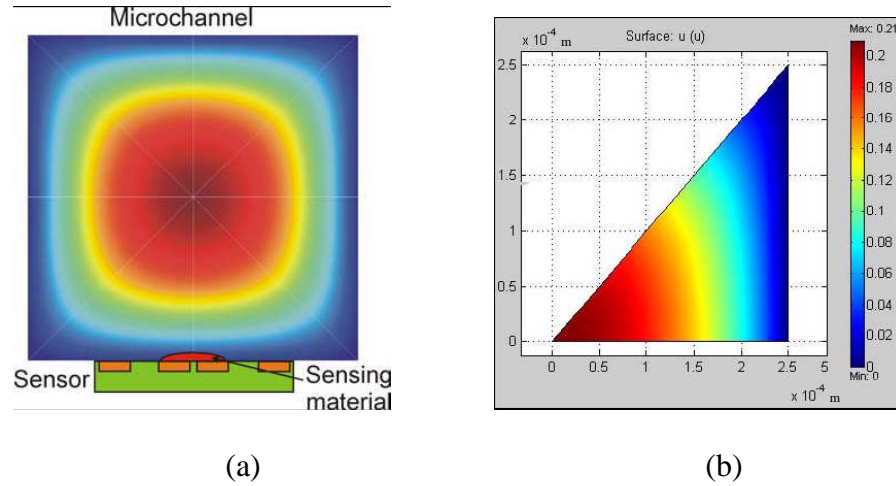 Microchannel
Sensor
Sensing
material
(a)
x 10⁻⁴ m
Surface: u (u)
Max: 0.21
2.5
2
1.5
1
0.5
0
0
0.5
1
1.5
2
2.5
5
x 10⁻⁴ m
0.2
0.18
0.16
0.14
0.12
0.1
0.08
0.06
0.04
0.02
0
Min: 0
(b)